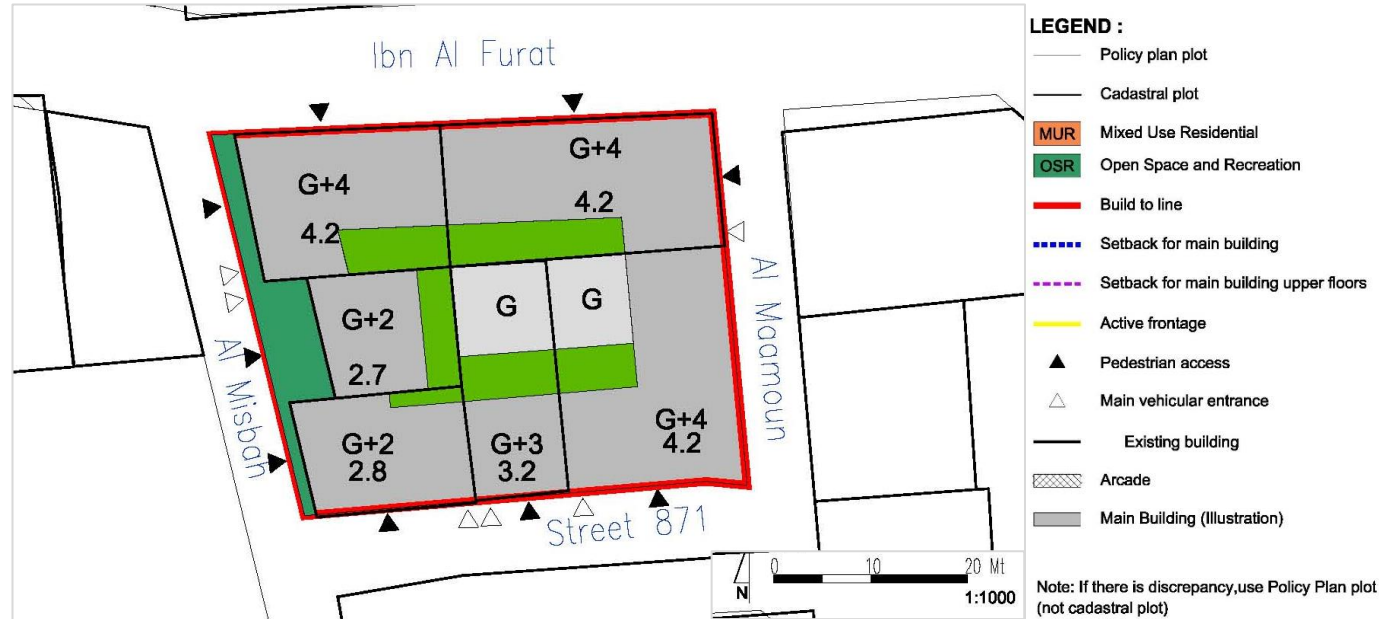 Ibn Al Furat
G+4
4.2
G+4
4.2
G+2
2.7
G
G
G+2
2.8
G+3
3.2
G+4
4.2
Al Misbah
Al Maamoun
Street 871
N
0 10 20 Mt
1:1000
LEGEND :
Policy plan plot
Cadastral plot
MUR Mixed Use Residential
OSR Open Space and Recreation
Build to line
Setback for main building
Setback for main building upper floors
Active frontage
Pedestrian access
Main vehicular entrance
Existing building
Arcade
Main Building (Illustration)
Note: If there is discrepancy,use Policy Plan plot
(not cadastral plot)